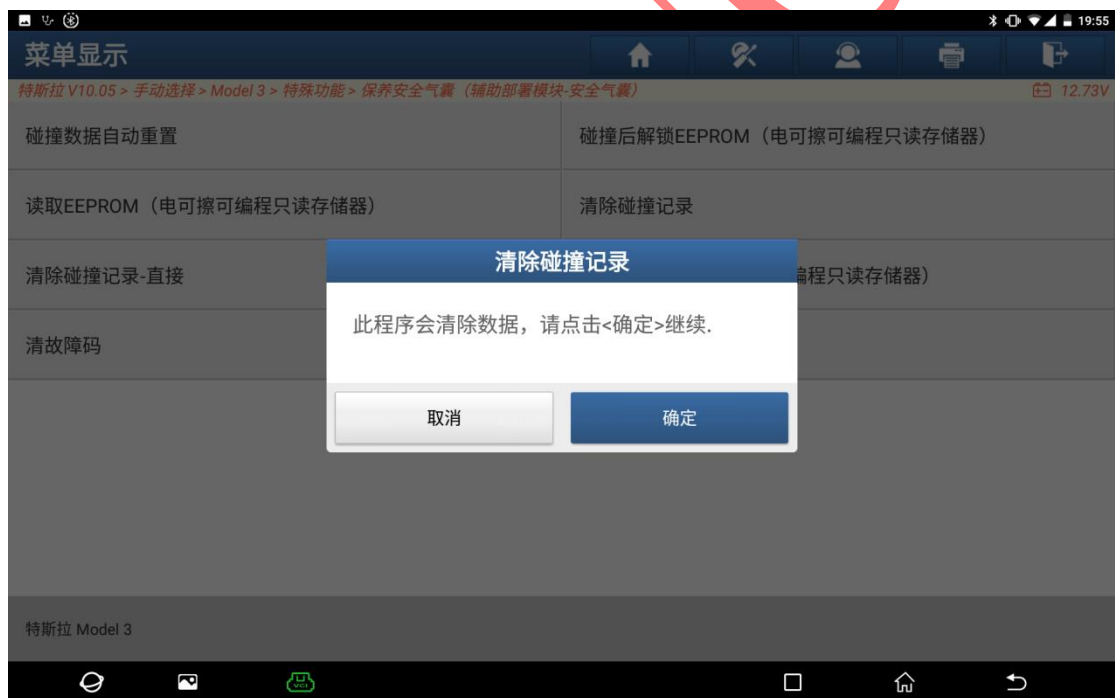 19:55
菜单显示
特斯拉 V10.05 > 手动选择 > Model 3 > 特殊功能 > 保养安全气囊（辅助部署模块-安全气囊）
12.73V
碰撞数据自动重置
碰撞后解锁EEPROM（电可擦可编程只读存储器）
读取EEPROM（电可擦可编程只读存储器）
清除碰撞记录
清除碰撞记录-直接
编程只读存储器）
清故障码
清除碰撞记录
此程序会清除数据，请点击<确定>继续.
取消
确定
特斯拉 Model 3
VCI